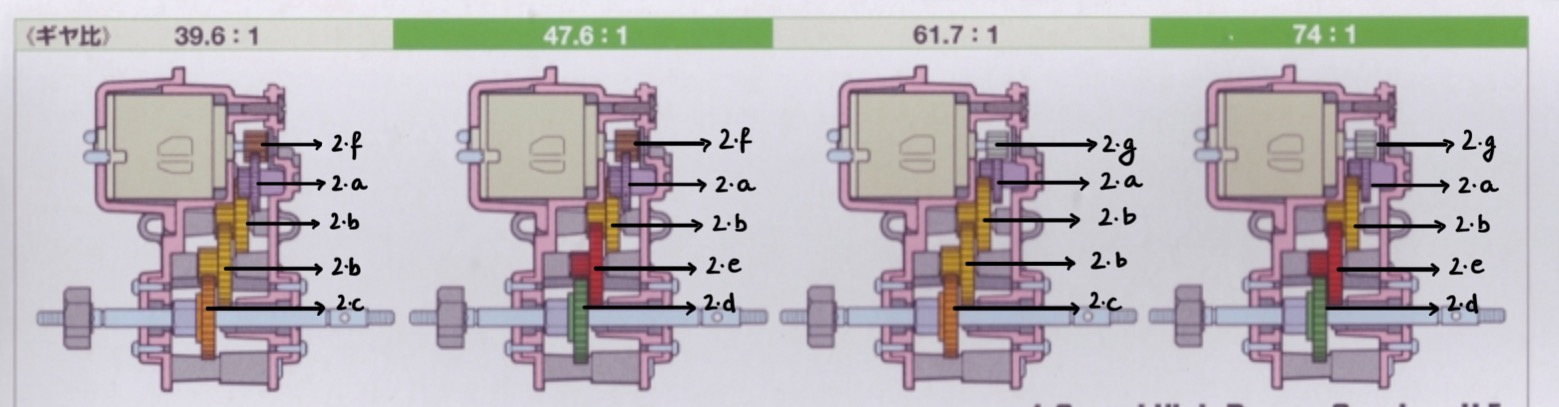 《ギヤ比》 39.6:1 47.6:1 61.7:1 74:1
2.f 2.f 2.g 2.g
2.a 2.a 2.a 2.a
2.b 2.b 2.b 2.b
2.b 2.e 2.b 2.e
2.c 2.d 2.c 2.d